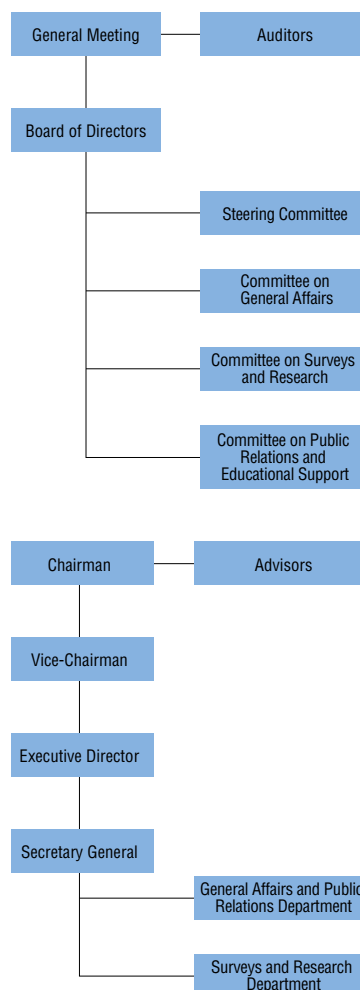 General Meeting
Auditors
Board of Directors
Steering Committee
Committee on
General Affairs
Committee on Surveys
and Research
Committee on Public
Relations and
Educational Support
Chairman
Advisors
Vice-Chairman
Executive Director
Secretary General
General Affairs and Public
Relations Department
Surveys and Research
Department